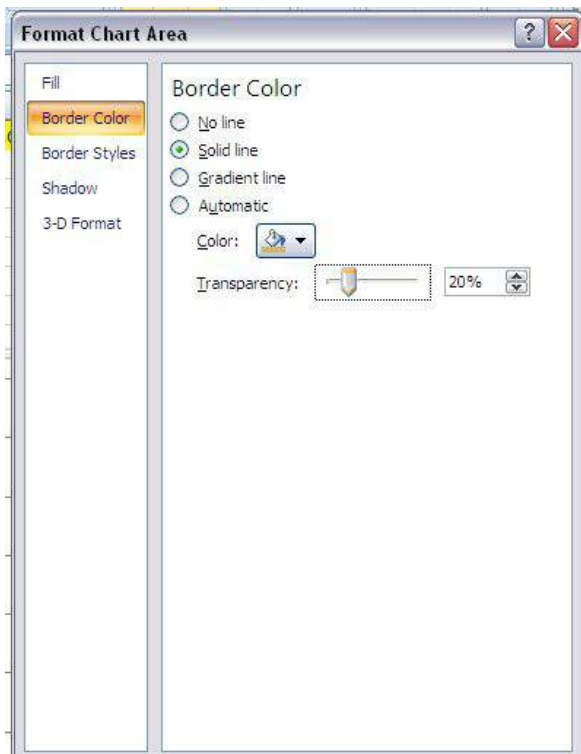 Format Chart Area
Fill
Border Color
Border Styles
Shadow
3-D Format
Border Color
No line
Solid line
Gradient line
Automatic
Color:
Transparency: 20%